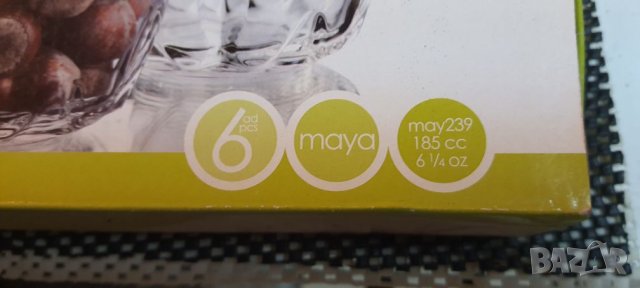 6 ad
pcs
maya
may239
185 cc
6 1/4 oz
BAZAR